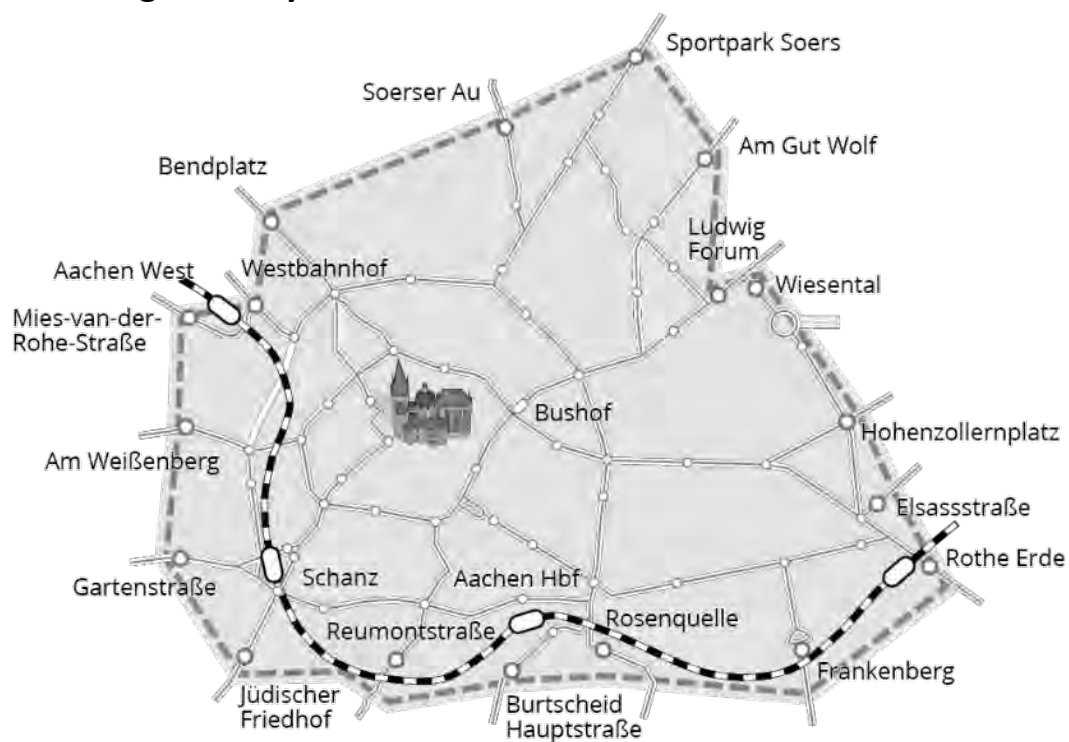 Sportpark Soers
Soerser Au
Am Gut Wolf
Bendplatz
Ludwig
Forum
Aachen West
Westbahnhof
Wiesental
Mies-van-der-
Rohe-Straße
Bushof
Hohenzollernplatz
Am Weißenberg
Elsassstraße
Rothe Erde
Gartenstraße
Schanz
Aachen Hbf
Reumontstraße
Rosenquelle
Frankenberg
Jüdischer
Friedhof
Burtscheid
Hauptstraße